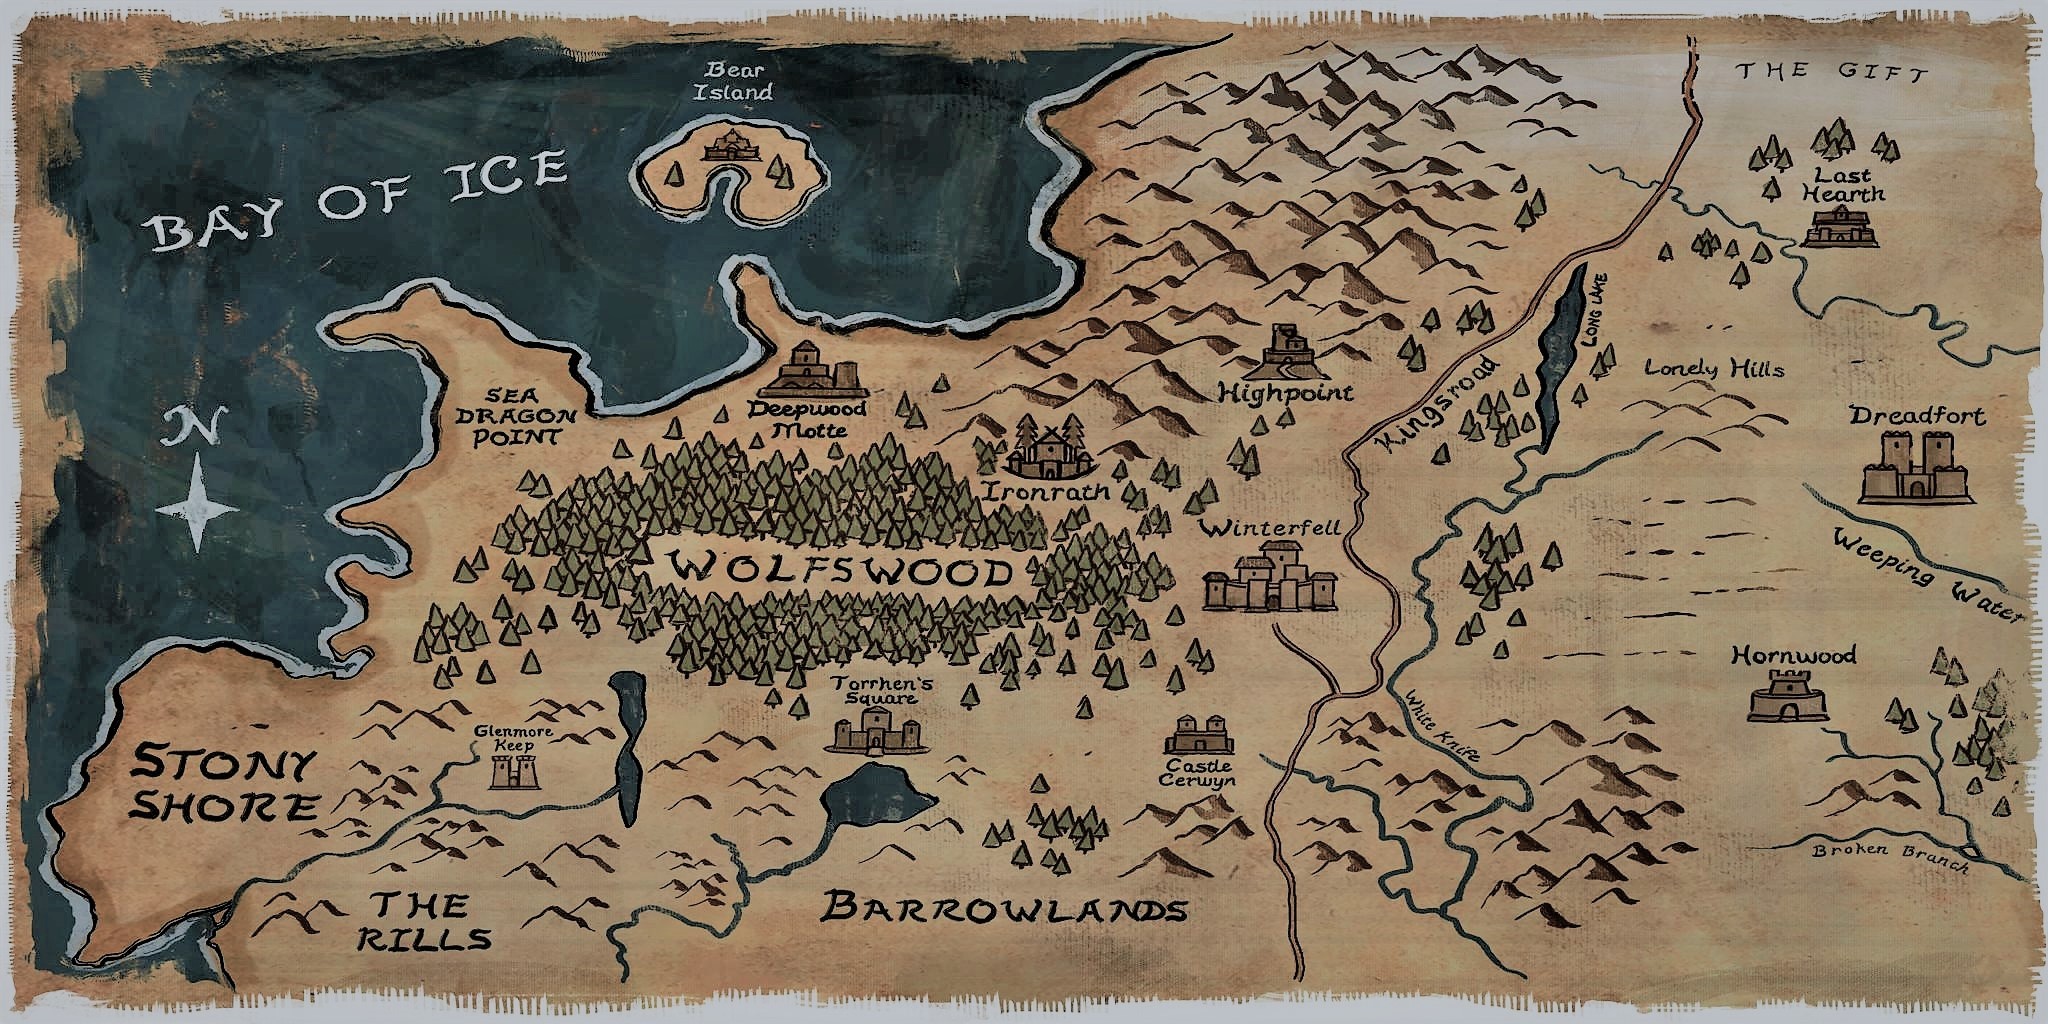 Bear
Island
THE GIFT
BAY OF ICE
Last
Hearth
LONG LAKE
Lonely Hills
Highpoint
Kingsroad
SEA
DRAGON
POINT
Deepwood
Motte
Dreadfort
N
Ironrath
Winterfell
WOLFSWOOD
Weeping Water
Hornwood
Torrhen's
Square
White Knife
Glenmore
Keep
STONY
SHORE
Castle
Cerwyn
Broken Branch
THE
RILLS
BARROWLANDS